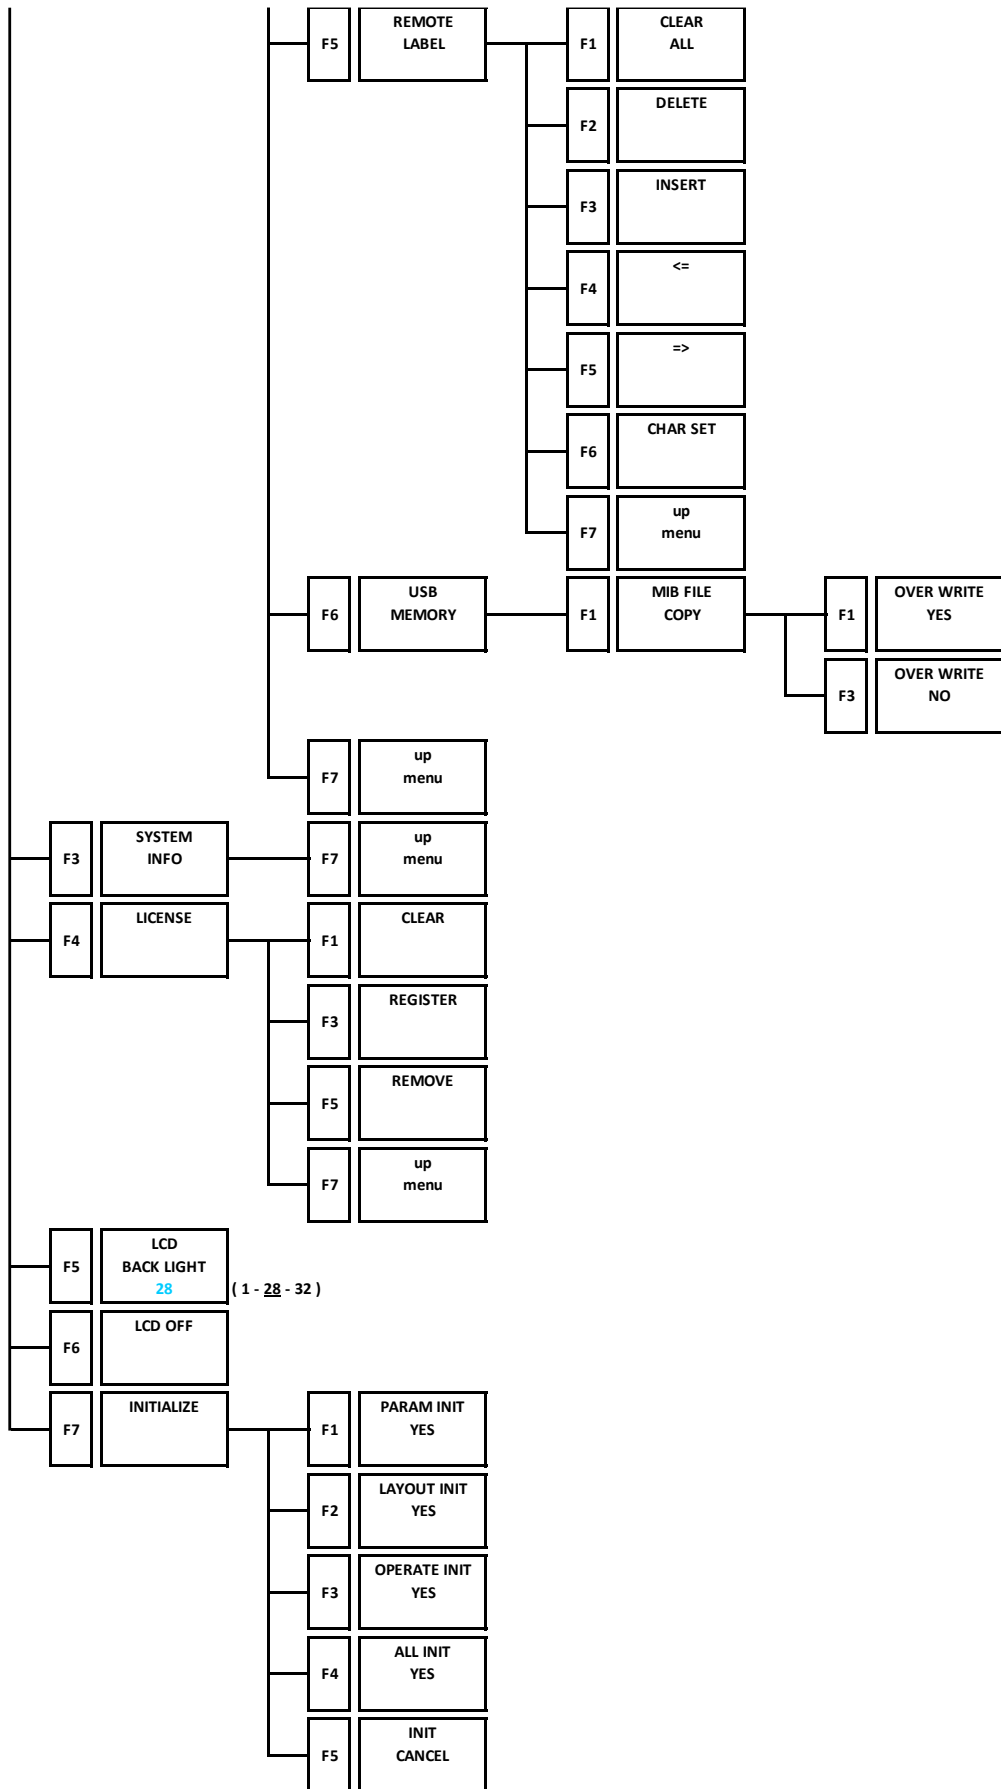 F5
REMOTE
LABEL
F1
CLEAR
ALL
F2
DELETE
F3
INSERT
F4
<=
F5
=>
F6
CHAR SET
F7
up
menu
F6
USB
MEMORY
F1
MIB FILE
COPY
F1
OVER WRITE
YES
F3
OVER WRITE
NO
F7
up
menu
F3
SYSTEM
INFO
F7
up
menu
F4
LICENSE
F1
CLEAR
F3
REGISTER
F5
REMOVE
F7
up
menu
F5
LCD
BACK LIGHT
28
( 1 - 28 - 32 )
F6
LCD OFF
F7
INITIALIZE
F1
PARAM INIT
YES
F2
LAYOUT INIT
YES
F3
OPERATE INIT
YES
F4
ALL INIT
YES
F5
INIT
CANCEL